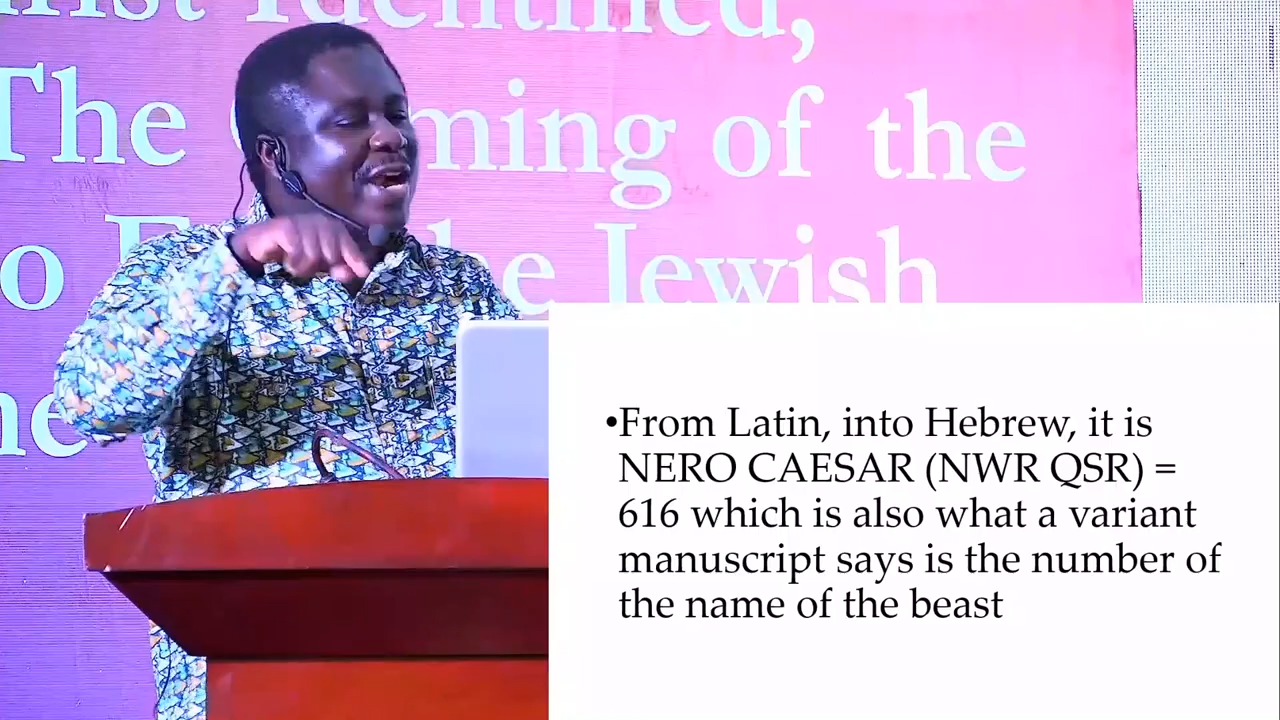 Identified,
The ming of the
Jewish
•From Latin, into Hebrew, it is
NERO CAESAR (NWR QSR) =
616 which is also what a variant
manuscript says is the number of
the name of the beast